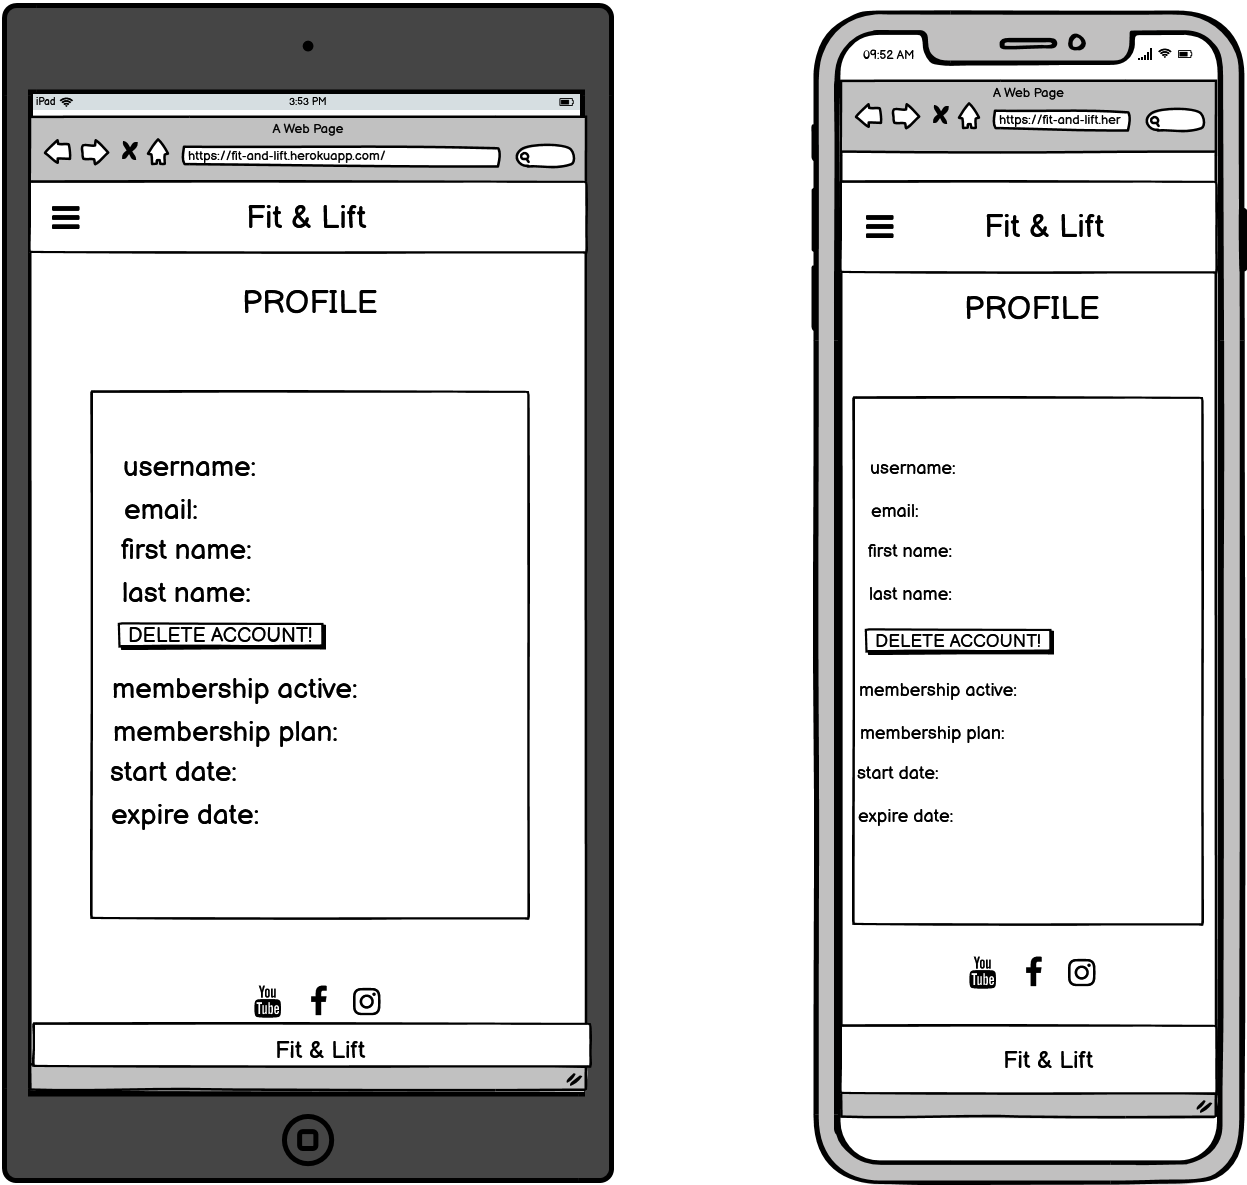 iPad 3:53 PM
A Web Page
https://fit-and-lift.herokuapp.com/
Fit & Lift
PROFILE
username:
email:
first name:
last name:
DELETE ACCOUNT!
membership active:
membership plan:
start date:
expire date:
You
Tube
Fit & Lift
09:52 AM
A Web Page
https://fit-and-lift.her
Fit & Lift
PROFILE
username:
email:
first name:
last name:
DELETE ACCOUNT!
membership active:
membership plan:
start date:
expire date:
You
Tube
Fit & Lift